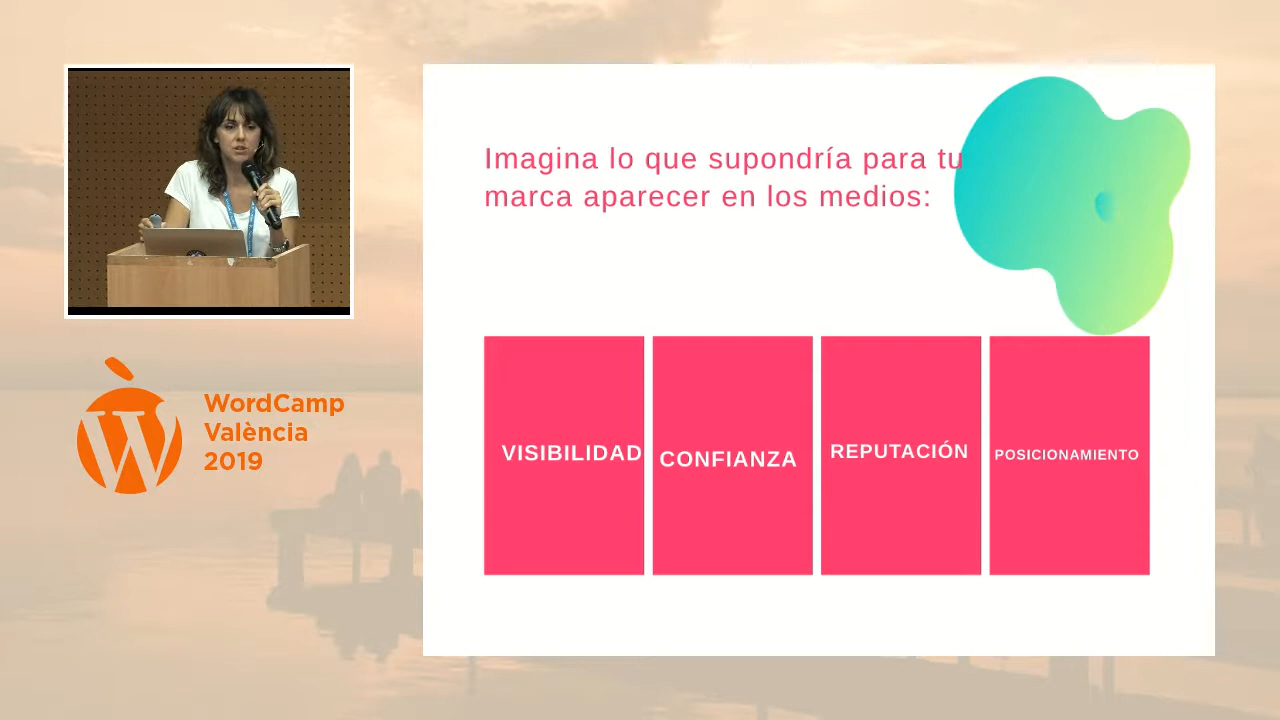 Imagina lo que supondría para tu
marca aparecer en los medios:
VISIBILIDAD
CONFIANZA
REPUTACIÓN
POSICIONAMIENTO
WordCamp
València
2019